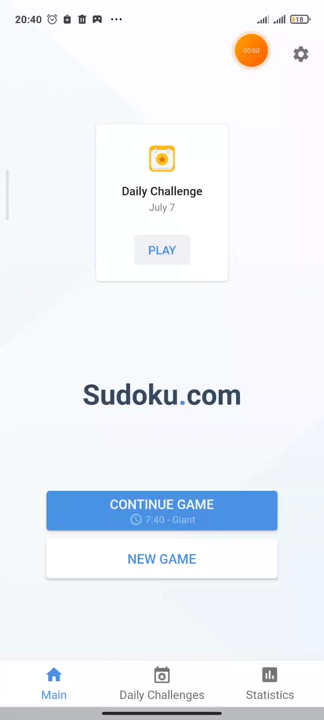 20:40
18
00:00
Daily Challenge
July 7
PLAY
Sudoku.com
CONTINUE GAME
7:40 - Giant
NEW GAME
Main
Daily Challenges
Statistics